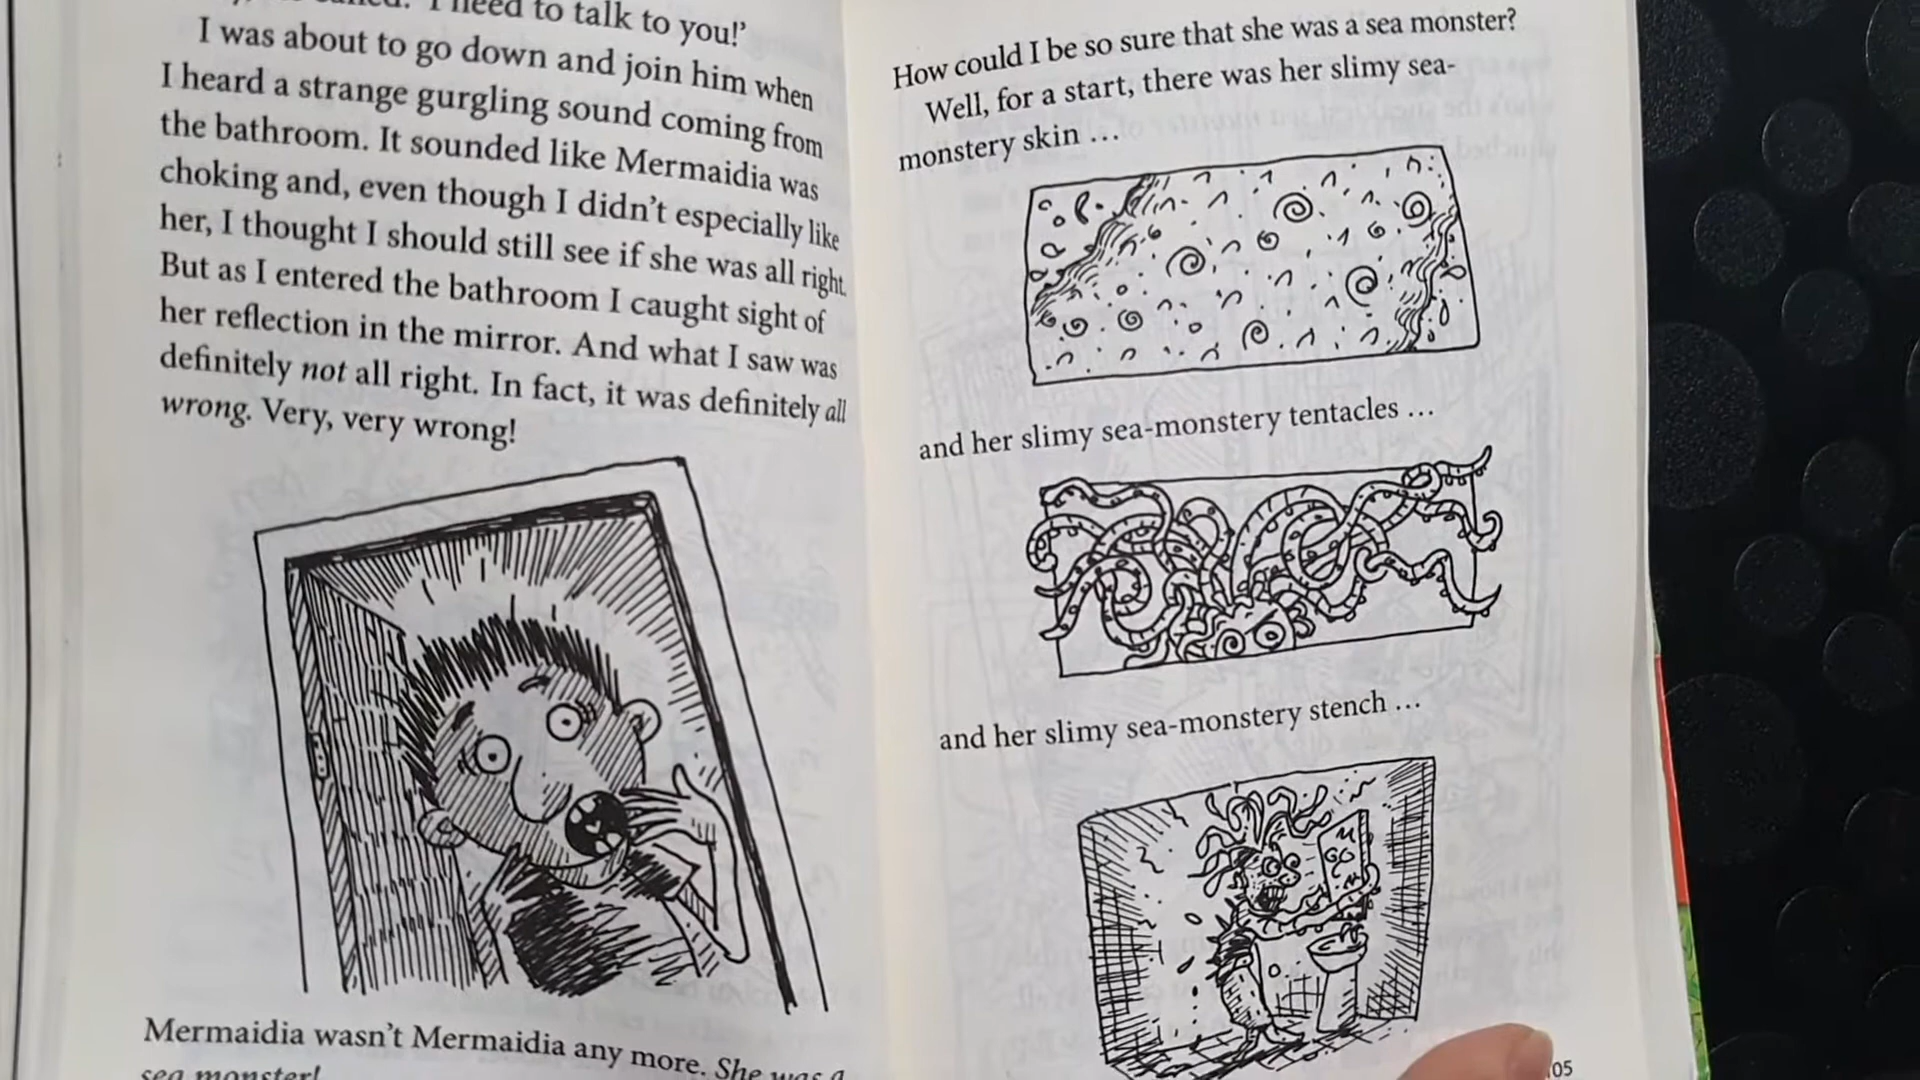 I need to talk to you!'
I was about to go down and join him when
I heard a strange gurgling sound coming from
the bathroom. It sounded like Mermaidia was
choking and, even though I didn't especially like
her, I thought I should still see if she was all right.
But as I entered the bathroom I caught sight of
her reflection in the mirror. And what I saw was
definitely not all right. In fact, it was definitely all
wrong. Very, very wrong!
Mermaidia wasn't Mermaidia any more. She was a
sea monster!
How could I be so sure that she was a sea monster?
Well, for a start, there was her slimy sea-
monstery skin ...
and her slimy sea-monstery tentacles ...
and her slimy sea-monstery stench ...
05